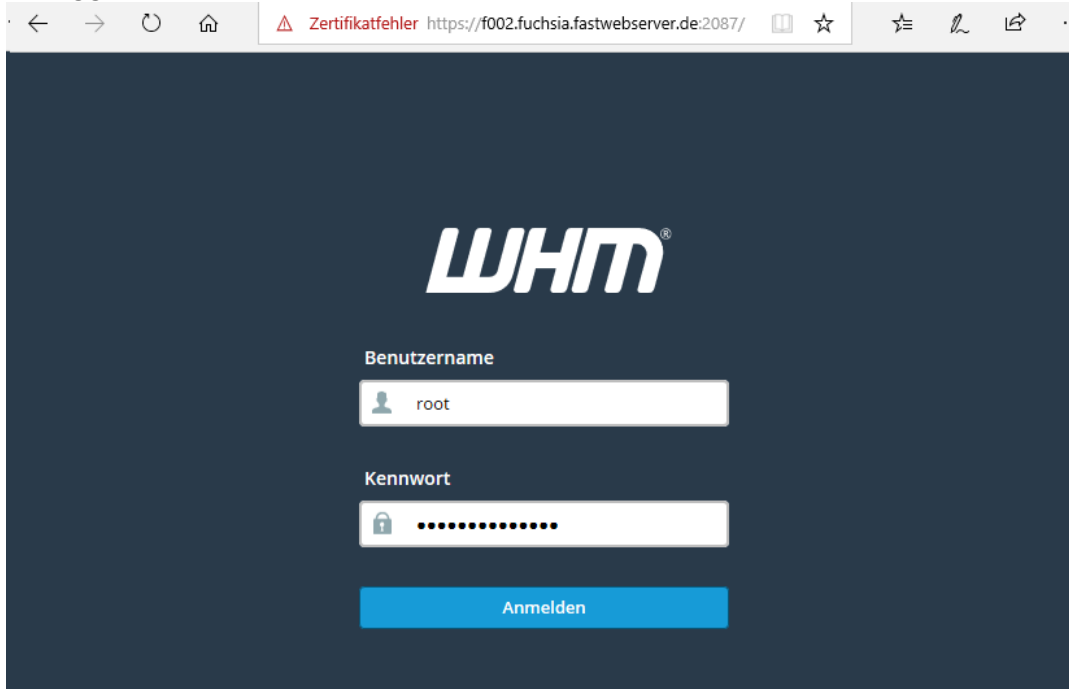 Zertifikatfehler https://f002.fuchsia.fastwebserver.de:2087/
WHM®
Benutzername
root
Kennwort
••••••••••••••
Anmelden